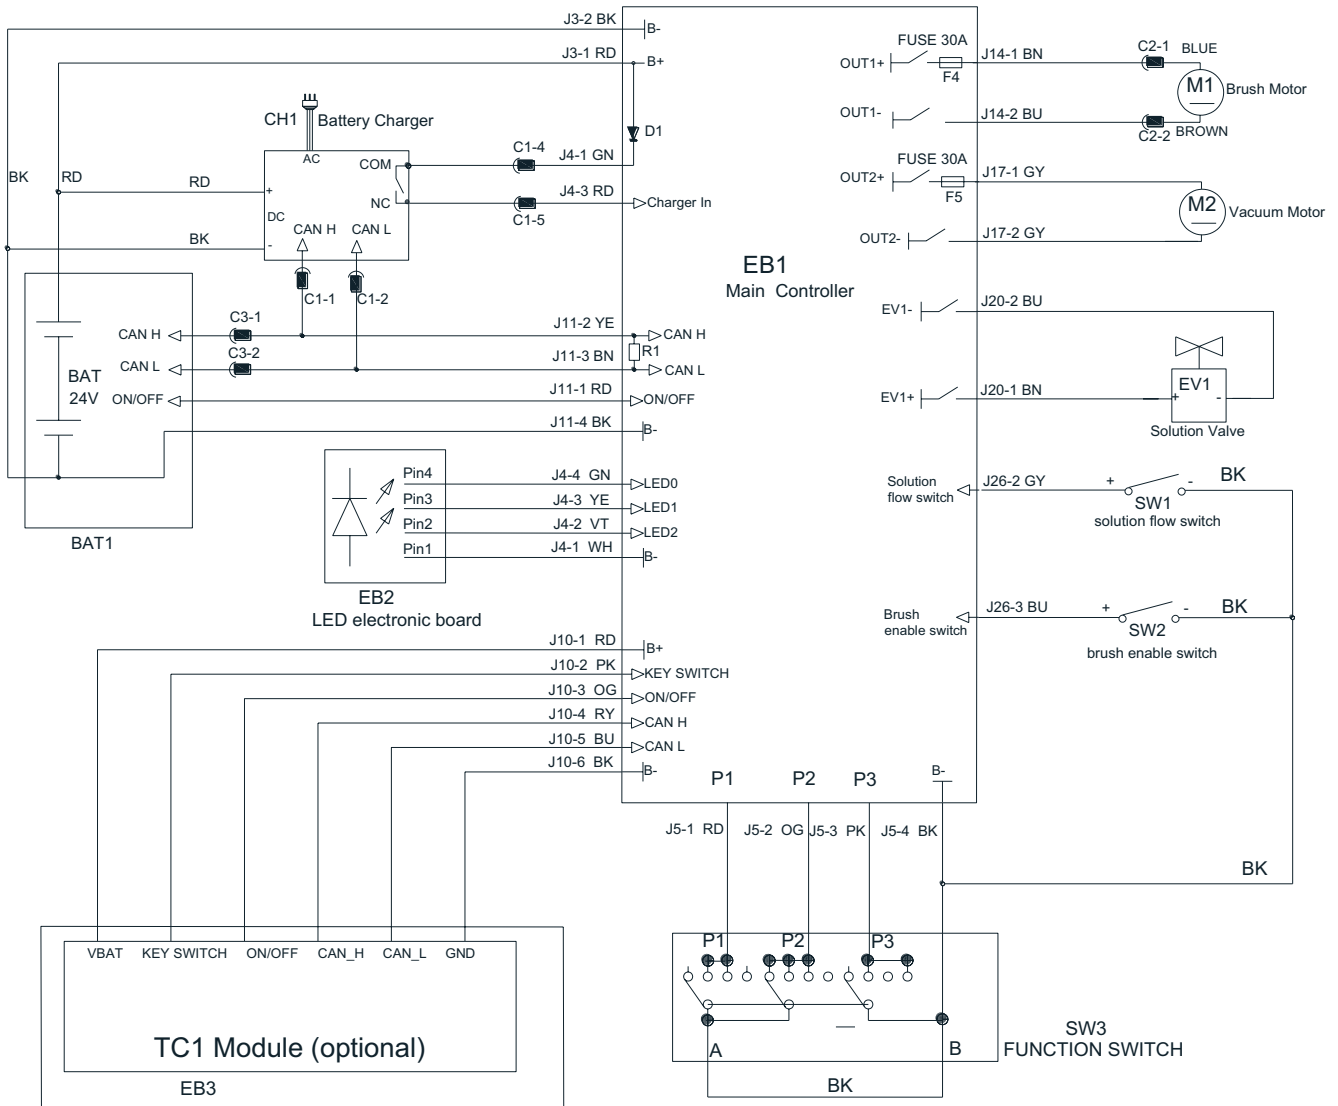 J3-2 BK
B-
J3-1 RD
B+
CH1 Battery Charger
AC
COM
NC
+
DC
-
CAN H
CAN L
C1-4
J4-1 GN
D1
C1-5
J4-3 RD
Charger In
BK
RD
RD
BK
C1-1
C1-2
BAT
24V
CAN H
C3-1
J11-2 YE
CAN H
R1
CAN L
C3-2
J11-3 BN
CAN L
ON/OFF
J11-1 RD
ON/OFF
J11-4 BK
B-
BAT1
Pin4
J4-4 GN
LED0
Pin3
J4-3 YE
LED1
Pin2
J4-2 VT
LED2
Pin1
J4-1 WH
B-
EB2
LED electronic board
J10-1 RD
B+
J10-2 PK
KEY SWITCH
J10-3 OG
ON/OFF
J10-4 RY
CAN H
J10-5 BU
CAN L
J10-6 BK
B-
VBAT
KEY SWITCH
ON/OFF
CAN_H
CAN_L
GND
TC1 Module (optional)
EB3
EB1
Main Controller
OUT1+
FUSE 30A
F4
J14-1 BN
C2-1
BLUE
M1
Brush Motor
OUT1-
J14-2 BU
C2-2
BROWN
OUT2+
FUSE 30A
F5
J17-1 GY
M2
Vacuum Motor
OUT2-
J17-2 GY
EV1-
J20-2 BU
EV1+
J20-1 BN
+
EV1
-
Solution Valve
Solution
flow switch
J26-2 GY
+
-
BK
SW1
solution flow switch
Brush
enable switch
J26-3 BU
+
-
BK
SW2
brush enable switch
P1
P2
P3
B-
J5-1 RD
J5-2 OG
J5-3 PK
J5-4 BK
BK
P1
P2
P3
A
B
SW3
FUNCTION SWITCH
BK